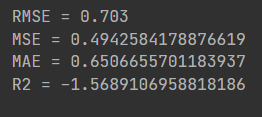 RMSE = 0.703
MSE = 0.4942584178876619
MAE = 0.6506655701183937
R2 = -1.5689106958818186